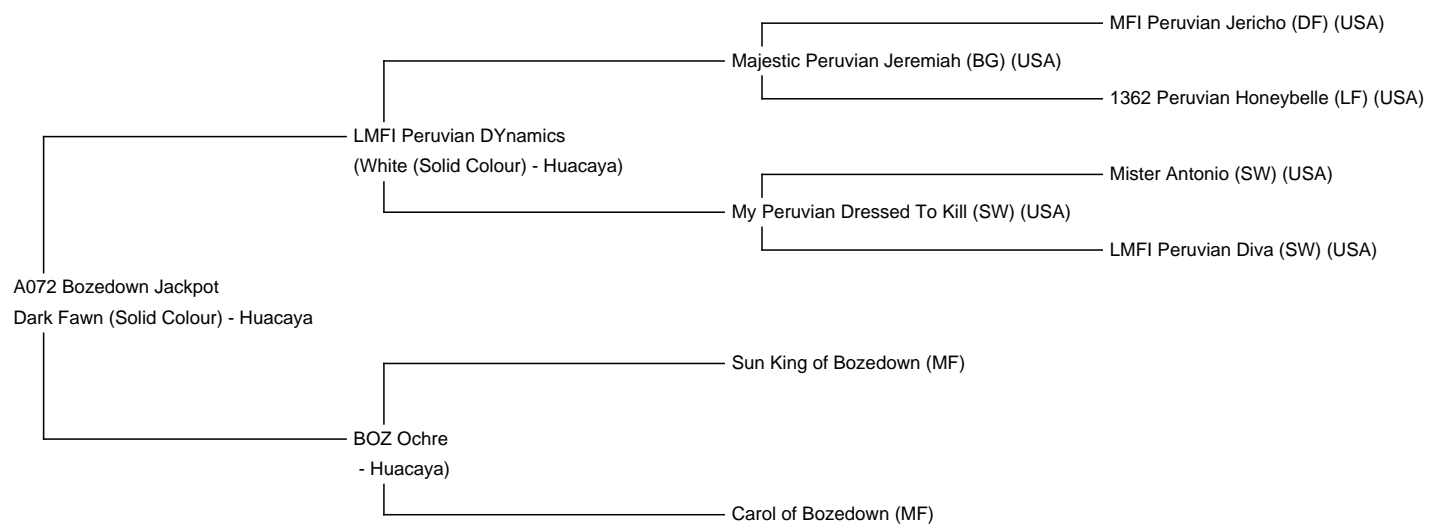 MFI Peruvian Jericho (DF) (USA)
Majestic Peruvian Jeremiah (BG) (USA)
1362 Peruvian Honeybelle (LF) (USA)
LMFI Peruvian DYnamics
(White (Solid Colour) - Huacaya)
Mister Antonio (SW) (USA)
My Peruvian Dressed To Kill (SW) (USA)
LMFI Peruvian Diva (SW) (USA)
A072 Bozedown Jackpot
Dark Fawn (Solid Colour) - Huacaya
Sun King of Bozedown (MF)
BOZ Ochre
- Huacaya)
Carol of Bozedown (MF)